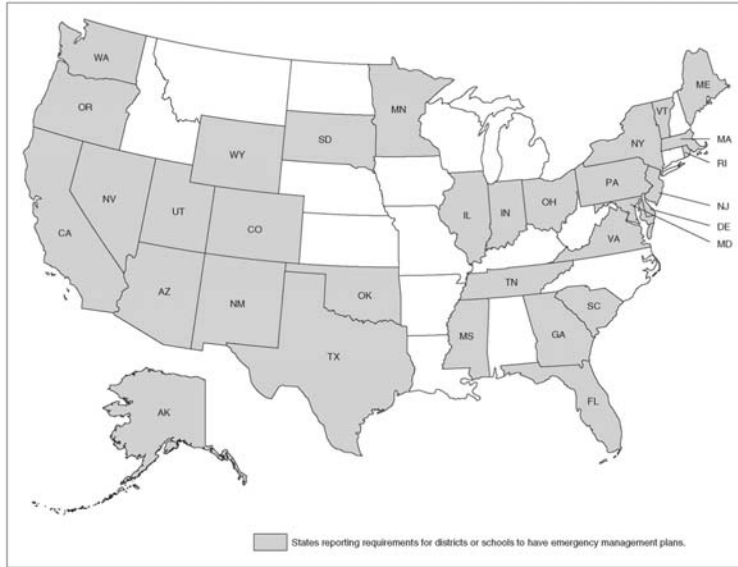 WA
ME
MN
VT
OR
MA
SD
NY
WY
RI
PA
NJ
NV
IL
IN
OH
UT
DE
CO
CA
VA
MD
AZ
OK
TN
NM
SC
MS
GA
TX
FL
AK
States reporting requirements for districts or schools to have emergency management plans.